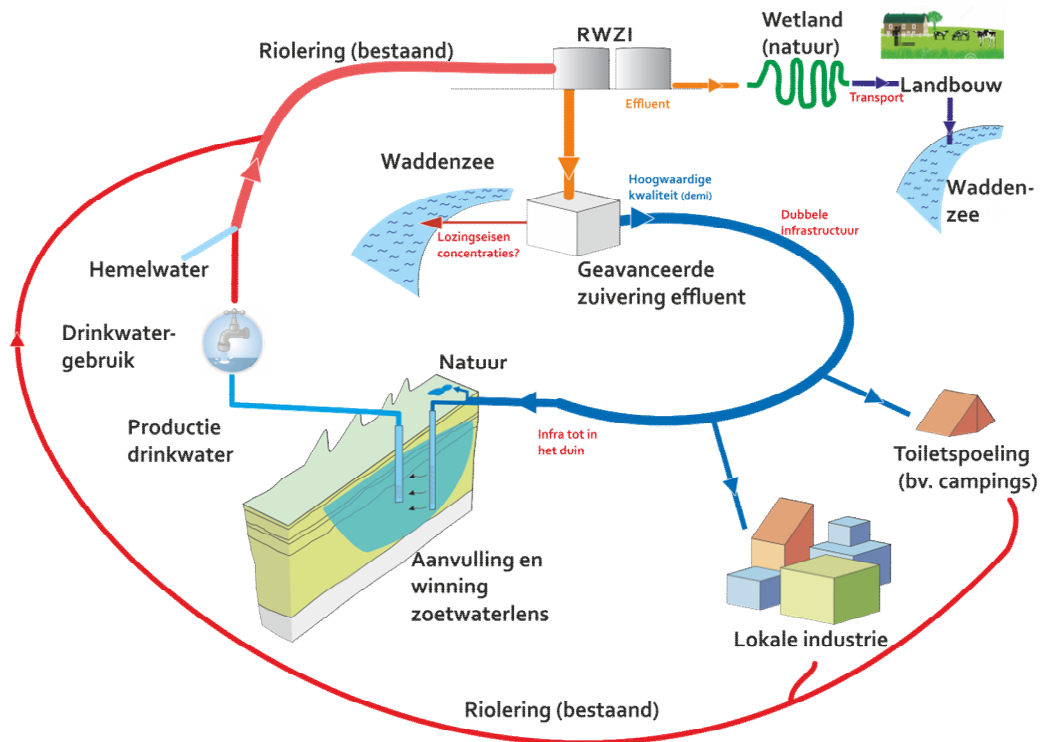 Riolering (bestaand)
RWZI
Wetland
(natuur)
Effluent
Transport
Landbouw
Waddenzee
Wadden-
zee
Hoogwaardige
kwaliteit (demi)
Dubbele
infrastructuur
Lozingseisen
concentraties?
Hemelwater
Geavanceerde
zuivering effluent
Drinkwater-
gebruik
Natuur
Productie
drinkwater
Infra tot in
het duin
Toiletspoeling
(bv. campings)
Aanvulling en
winning
zoetwaterlens
Lokale industrie
Riolering (bestaand)